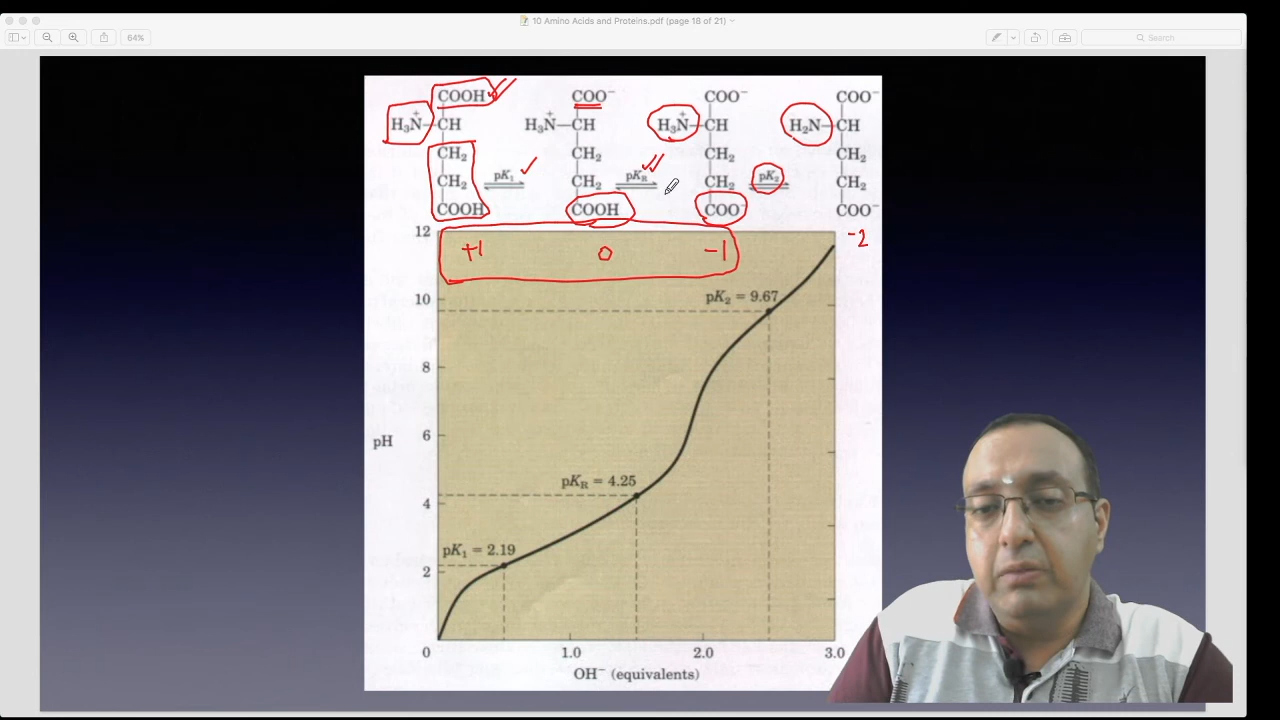 10 Amino Acids and Proteins.pdf (page 18 of 21)
64%
Search
COOH COO⁻ COO⁻ COO⁻
H₃N⁺—CH H₃N⁺—CH H₃N⁺—CH H₂N—CH
CH₂ CH₂ CH₂ CH₂
pK₁ pKR pK₂
CH₂ CH₂ CH₂ CH₂
COOH COOH COO⁻ COO⁻
+1 0 -1 -2
12
10
8
6
4
2
pH
pK₂ = 9.67
pKR = 4.25
pK₁ = 2.19
0 1.0 2.0 3.0
OH⁻ (equivalents)